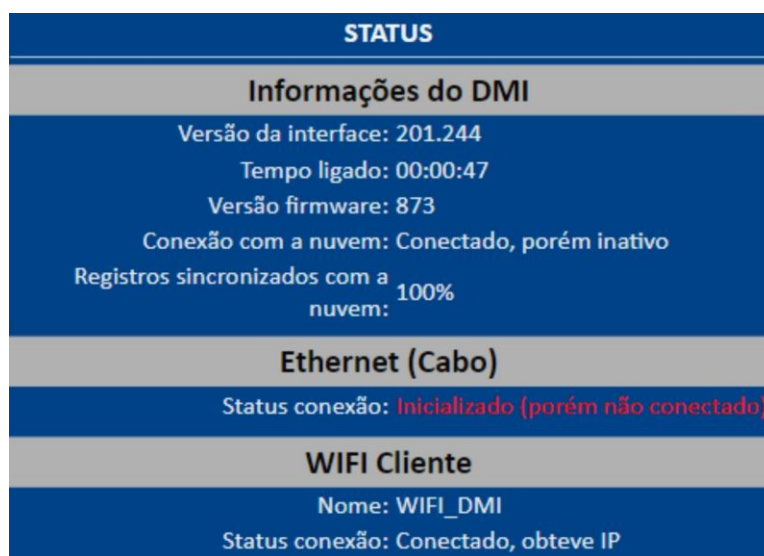 STATUS
Informações do DMI
Versão da interface: 201.244
Tempo ligado: 00:00:47
Versão firmware: 873
Conexão com a nuvem: Conectado, porém inativo
Registros sincronizados com a
nuvem: 100%
Ethernet (Cabo)
Status conexão: Inicializado (porém não conectado)
WIFI Cliente
Nome: WIFI_DMI
Status conexão: Conectado, obteve IP